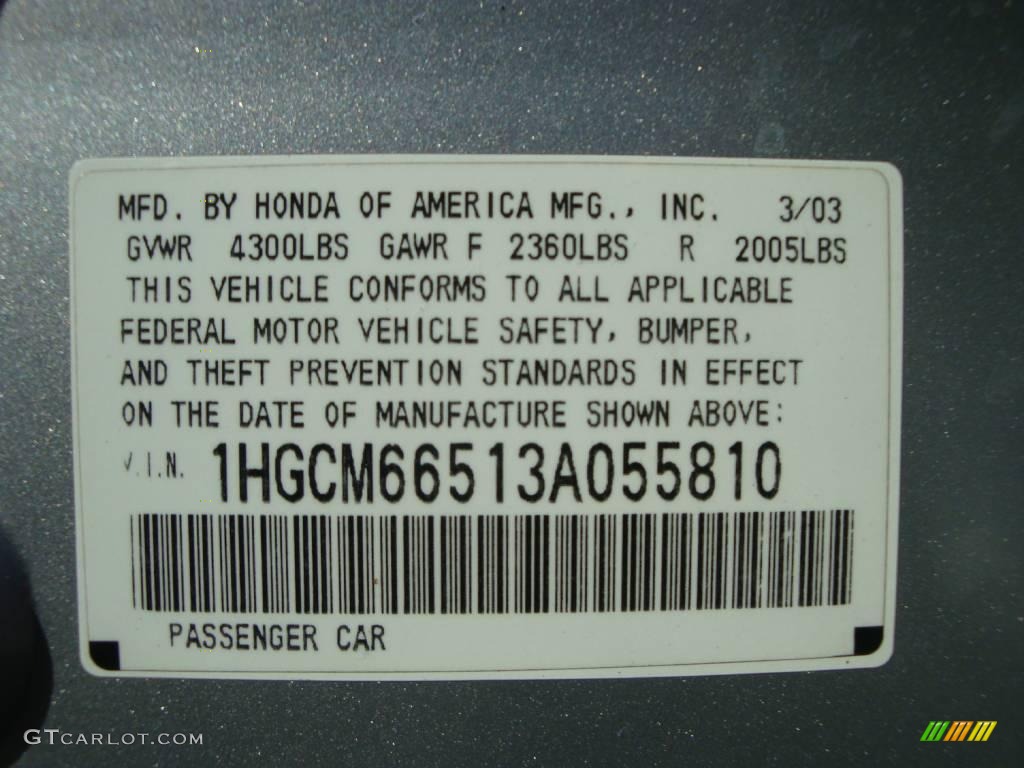 MFD. BY HONDA OF AMERICA MFG., INC. 3/03
GVWR 4300LBS GAWR F 2360LBS R 2005LBS
THIS VEHICLE CONFORMS TO ALL APPLICABLE
FEDERAL MOTOR VEHICLE SAFETY, BUMPER,
AND THEFT PREVENTION STANDARDS IN EFFECT
ON THE DATE OF MANUFACTURE SHOWN ABOVE:
V.I.N. 1HGCM66513A055810
PASSENGER CAR
GTCARLOT.COM